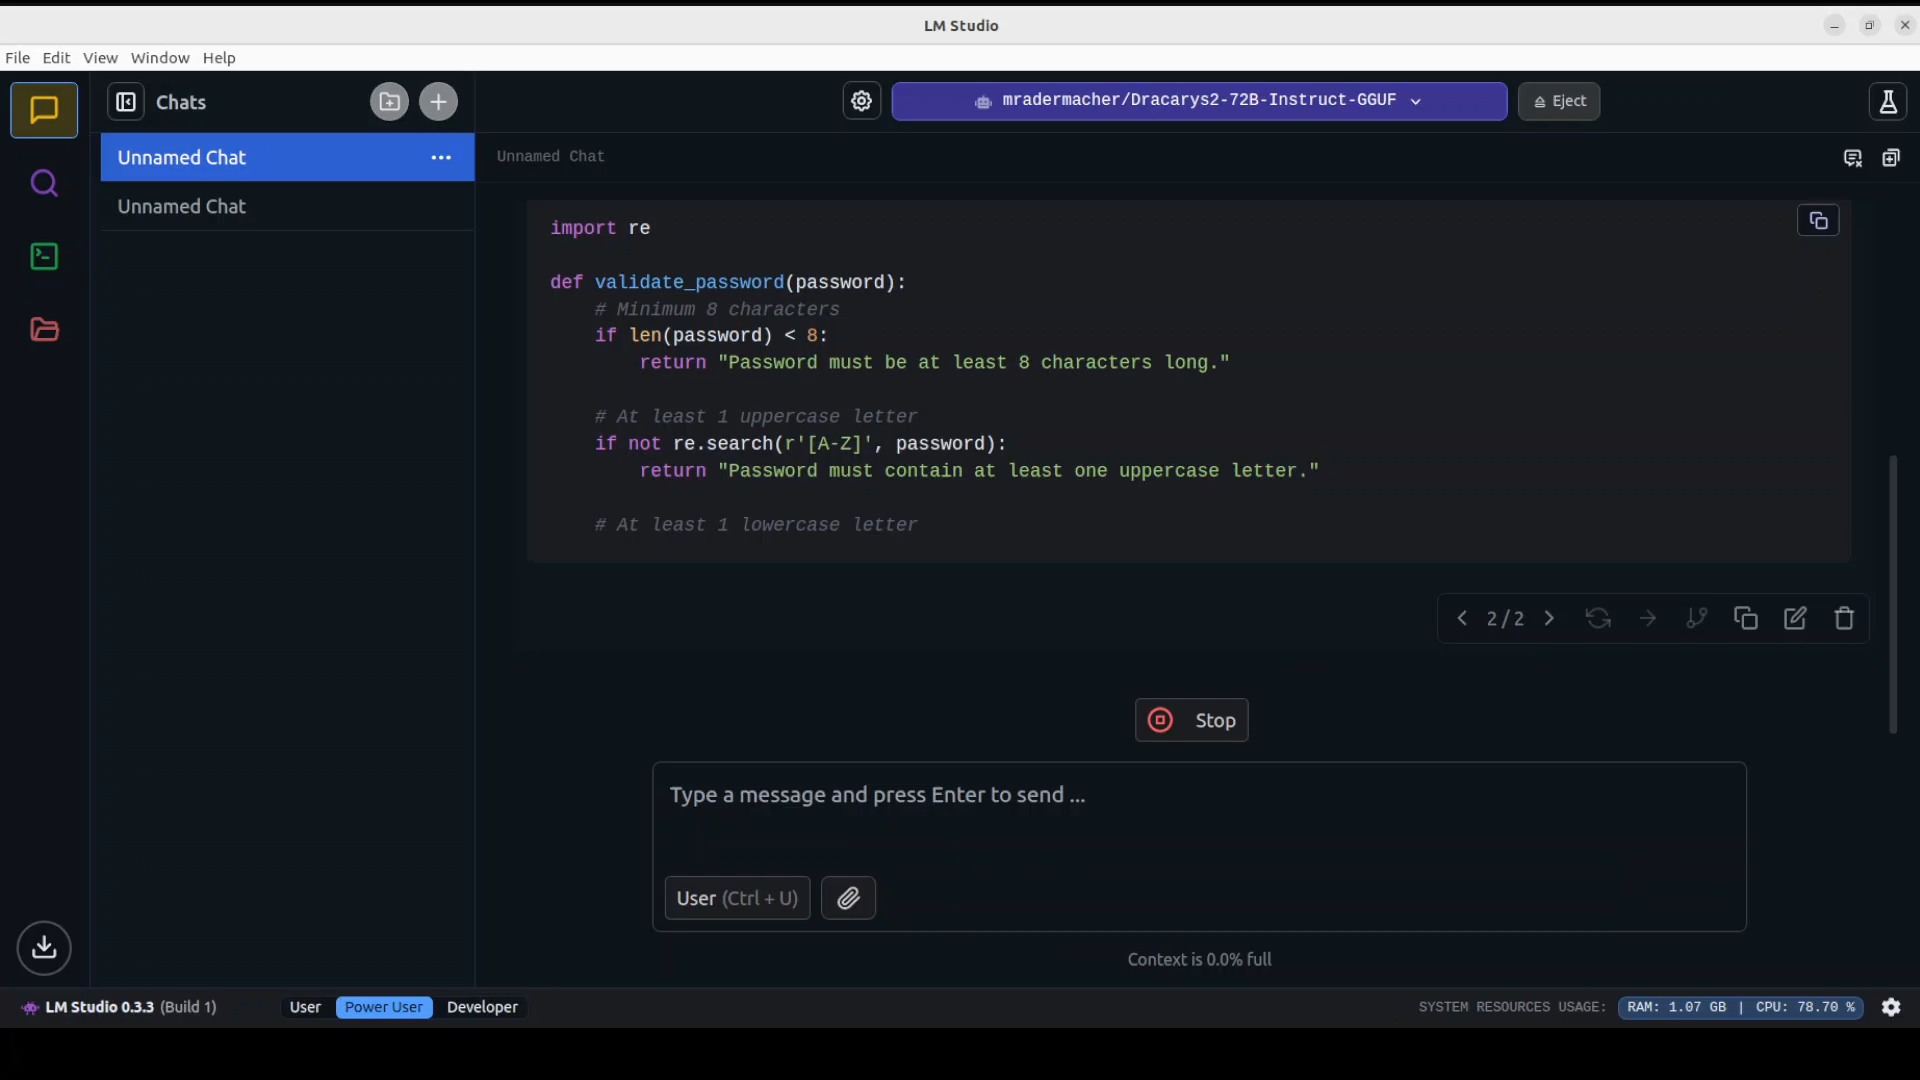 LM Studio
File Edit View Window Help
Chats
mradermacher/Dracarys2-72B-Instruct-GGUF
Eject
Unnamed Chat
Unnamed Chat
Unnamed Chat
import re
def validate_password(password):
# Minimum 8 characters
if len(password) < 8:
return "Password must be at least 8 characters long."
# At least 1 uppercase letter
if not re.search(r'[A-Z]', password):
return "Password must contain at least one uppercase letter."
# At least 1 lowercase letter
2/2
Stop
Type a message and press Enter to send ...
User (Ctrl + U)
Context is 0.0% full
LM Studio 0.3.3 (Build 1) User Power User Developer SYSTEM RESOURCES USAGE: RAM: 1.07 GB | CPU: 78.70 %